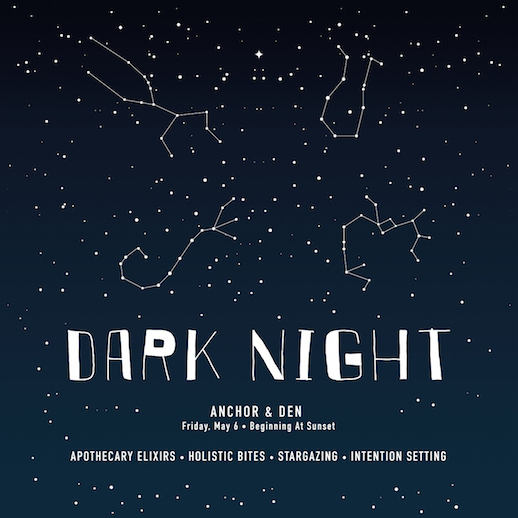 DARK NIGHT
ANCHOR & DEN
Friday, May 6 • Beginning At Sunset
APOTHECARY ELIXIRS • HOLISTIC BITES • STARGAZING • INTENTION SETTING